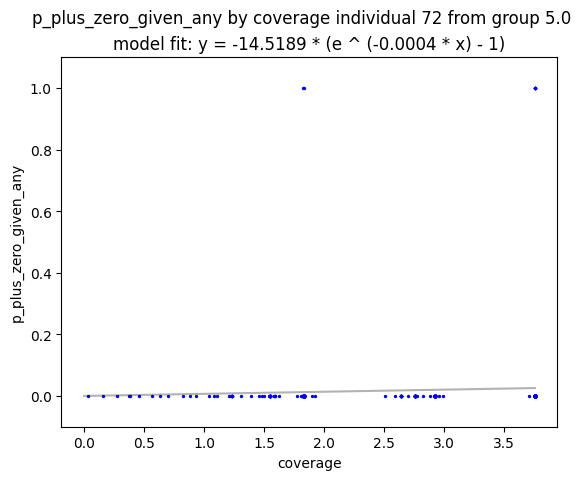 p_plus_zero_given_any by coverage individual 72 from group 5.0
model fit: y = -14.5189 * (e ^ (-0.0004 * x) - 1)
1.0
0.8
0.6
0.4
0.2
0.0
p_plus_zero_given_any
0.0 0.5 1.0 1.5 2.0 2.5 3.0 3.5
coverage